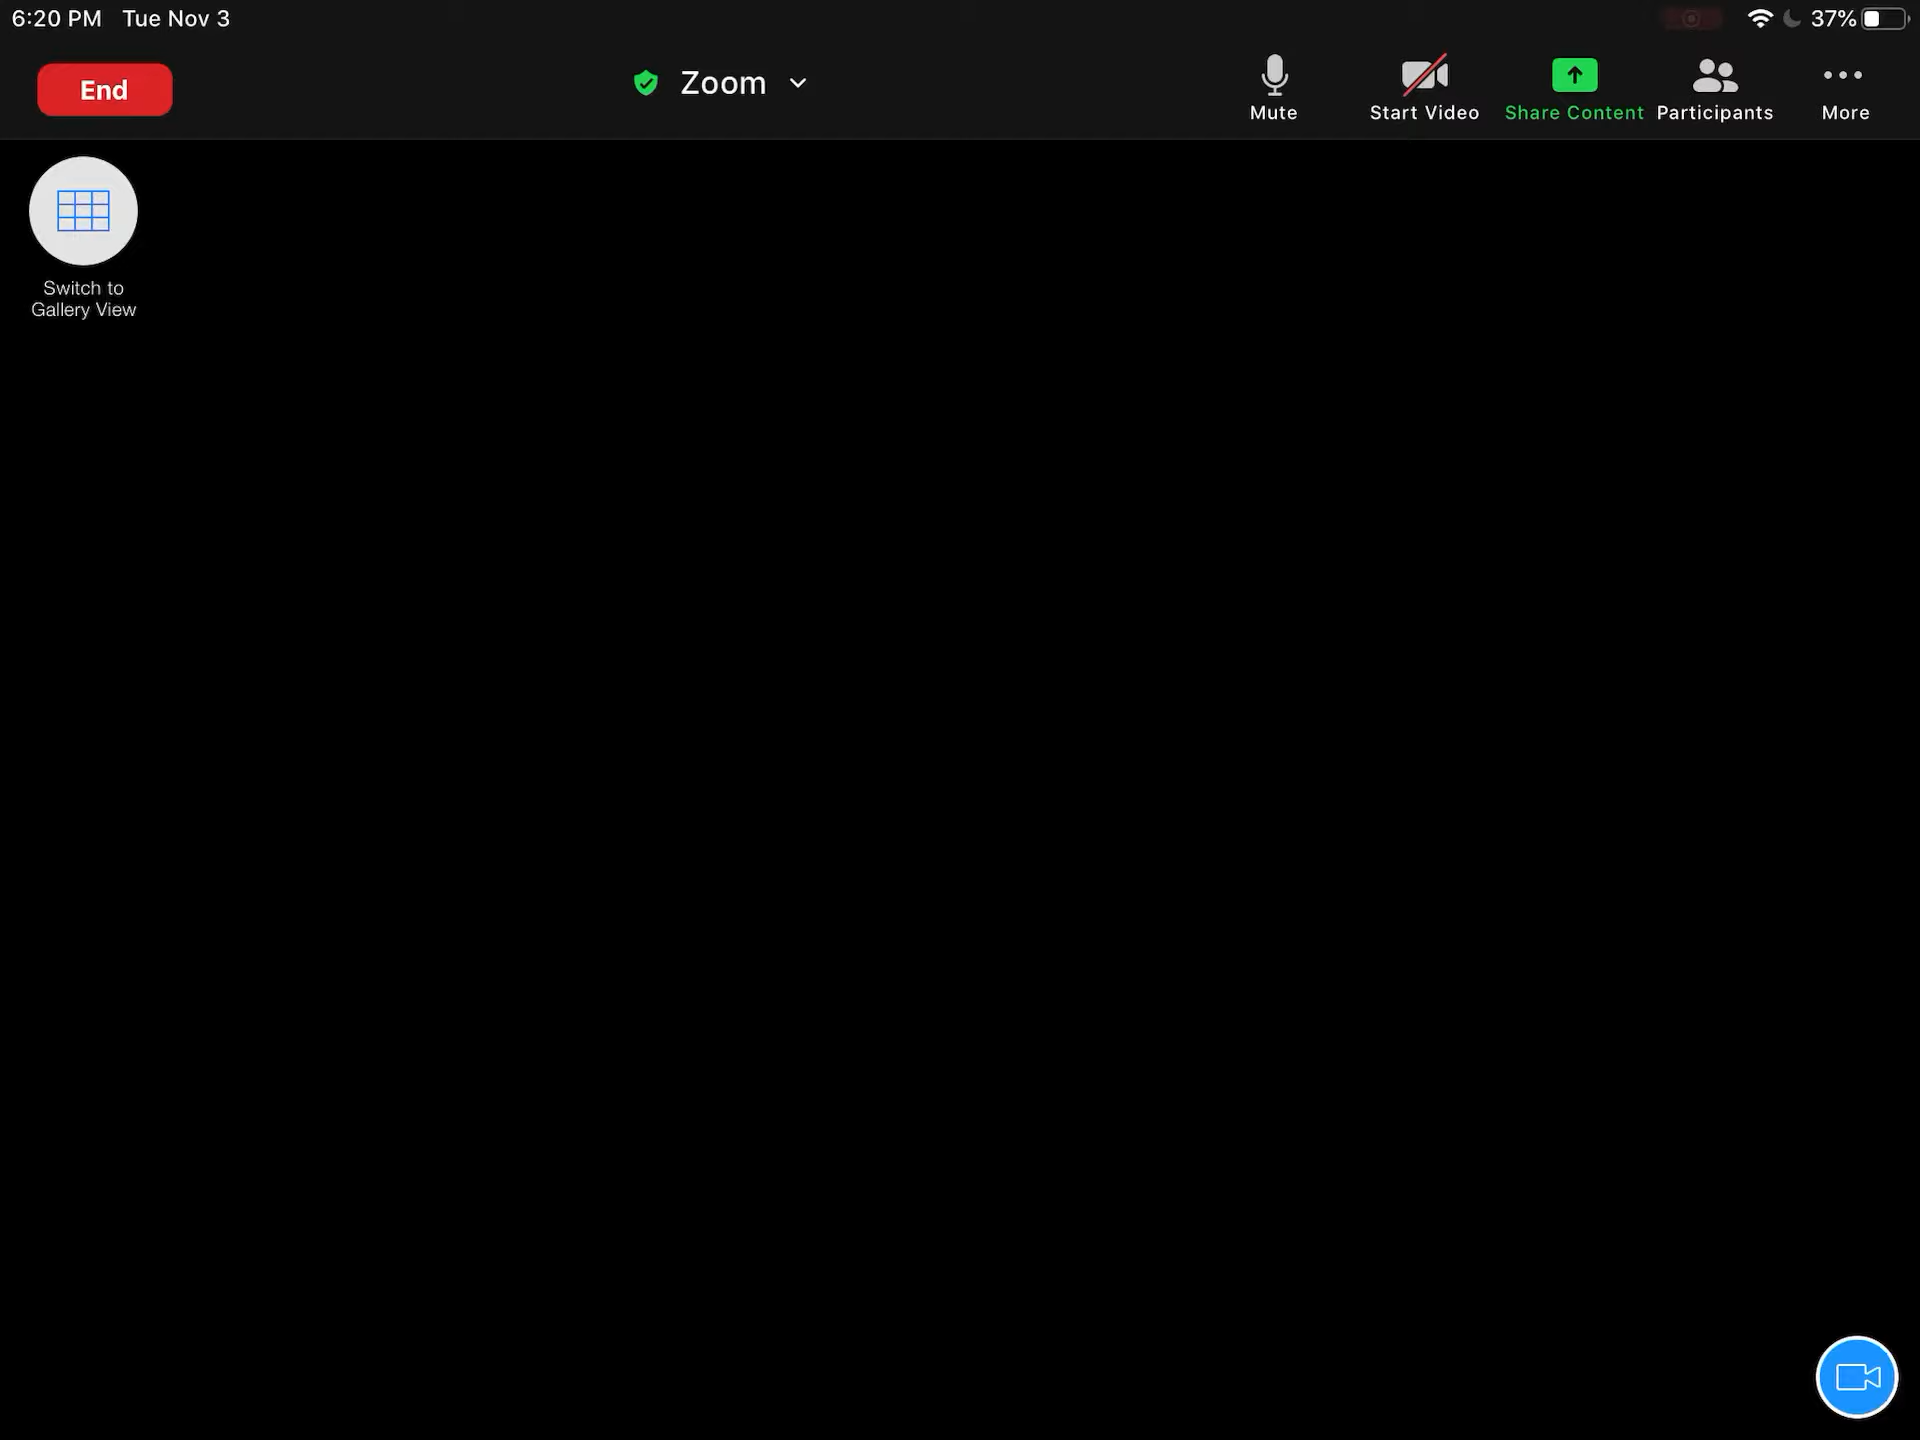 6:20 PM Tue Nov 3
37%
End
Zoom
Mute
Start Video
Share Content
Participants
More
Switch to
Gallery View